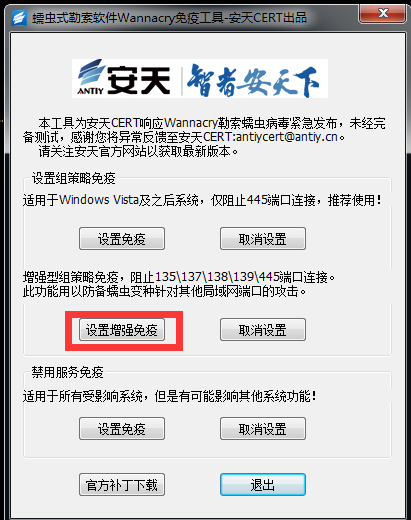 蠕虫式勒索软件Wannacry免疫工具-安天CERT出品
ANTIY 安天 智者安天下
本工具为安天CERT响应Wannacry勒索蠕虫病毒紧急发布，未经完
备测试，感谢您将异常反馈至安天CERT:antiycert@antiy.cn。
请关注安天官方网站以获取最新版本。
设置组策略免疫
适用于Windows Vista及之后系统，仅阻止445端口连接，推荐使用！
设置免疫 取消设置
增强型组策略免疫，阻止135\137\138\139\445端口连接。
此功能用以防备蠕虫变种针对其他局域网端口的攻击。
设置增强免疫 取消设置
禁用服务免疫
适用于所有受影响系统，但是有可能影响其他系统功能！
设置免疫 取消设置
官方补丁下载 退出